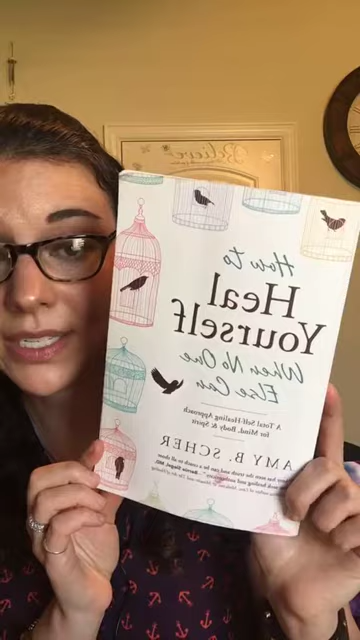 Believe
How to
Heal
Yourself
When No One
Else Can
A Total Self-Healing Approach
for Mind, Body & Spirit
AMY B. SCHER